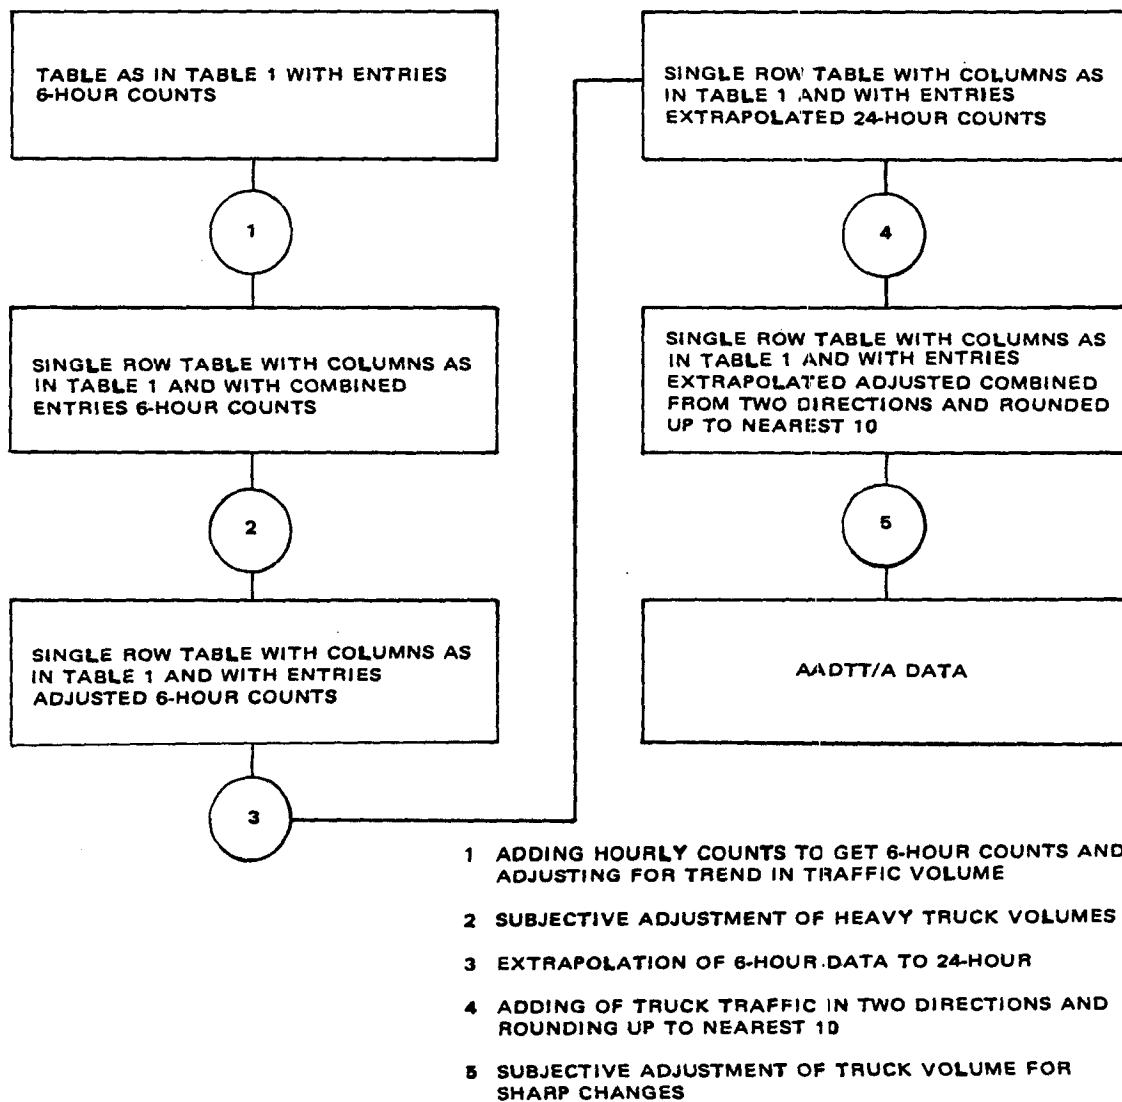 TABLE AS IN TABLE 1 WITH ENTRIES
6-HOUR COUNTS
1
SINGLE ROW TABLE WITH COLUMNS AS
IN TABLE 1 AND WITH COMBINED
ENTRIES 6-HOUR COUNTS
2
SINGLE ROW TABLE WITH COLUMNS AS
IN TABLE 1 AND WITH ENTRIES
ADJUSTED 6-HOUR COUNTS
3
SINGLE ROW TABLE WITH COLUMNS AS
IN TABLE 1 AND WITH ENTRIES
EXTRAPOLATED 24-HOUR COUNTS
4
SINGLE ROW TABLE WITH COLUMNS AS
IN TABLE 1 AND WITH ENTRIES
EXTRAPOLATED ADJUSTED COMBINED
FROM TWO DIRECTIONS AND ROUNDED
UP TO NEAREST 10
5
AADTT/A DATA
1 ADDING HOURLY COUNTS TO GET 6-HOUR COUNTS AND
ADJUSTING FOR TREND IN TRAFFIC VOLUME
2 SUBJECTIVE ADJUSTMENT OF HEAVY TRUCK VOLUMES
3 EXTRAPOLATION OF 6-HOUR DATA TO 24-HOUR
4 ADDING OF TRUCK TRAFFIC IN TWO DIRECTIONS AND
ROUNDING UP TO NEAREST 10
5 SUBJECTIVE ADJUSTMENT OF TRUCK VOLUME FOR
SHARP CHANGES